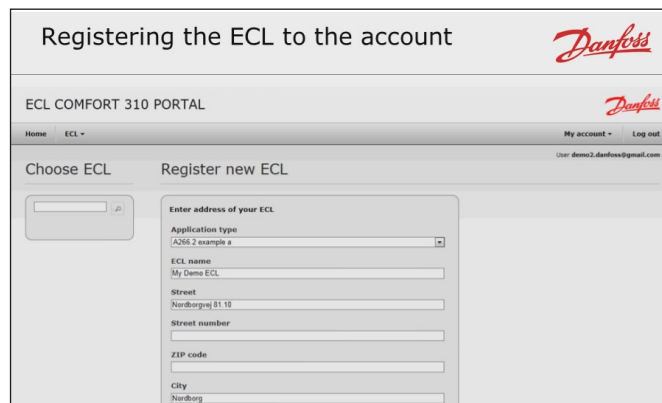 Registering the ECL to the account
Danfoss
ECL COMFORT 310 PORTAL
Danfoss
Home ECL My account Log out
User demo2.danfoss@gmail.com
Choose ECL
Register new ECL
Enter address of your ECL
Application type
A266.2 example a
ECL name
My Demo ECL
Street
Nordborgvej 81.10
Street number
ZIP code
City
Nordborg